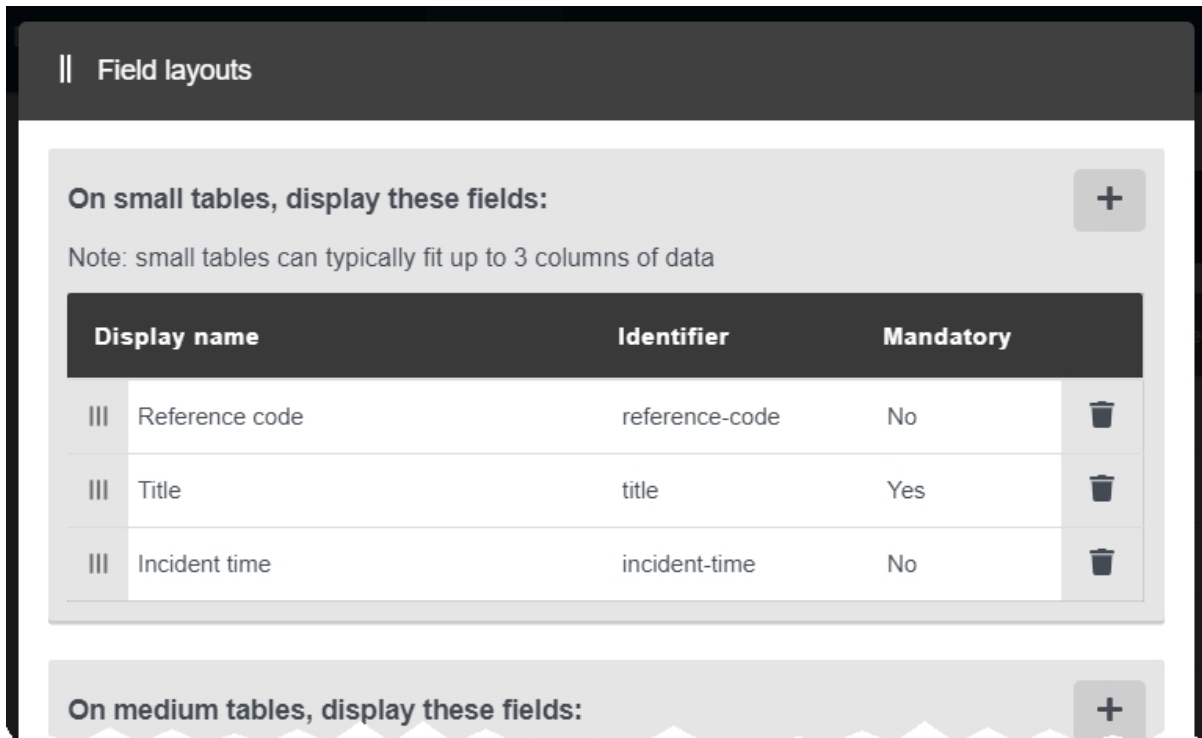 Field layouts
On small tables, display these fields:
Note: small tables can typically fit up to 3 columns of data
Display name Identifier Mandatory
Reference code reference-code No
Title title Yes
Incident time incident-time No
On medium tables, display these fields: